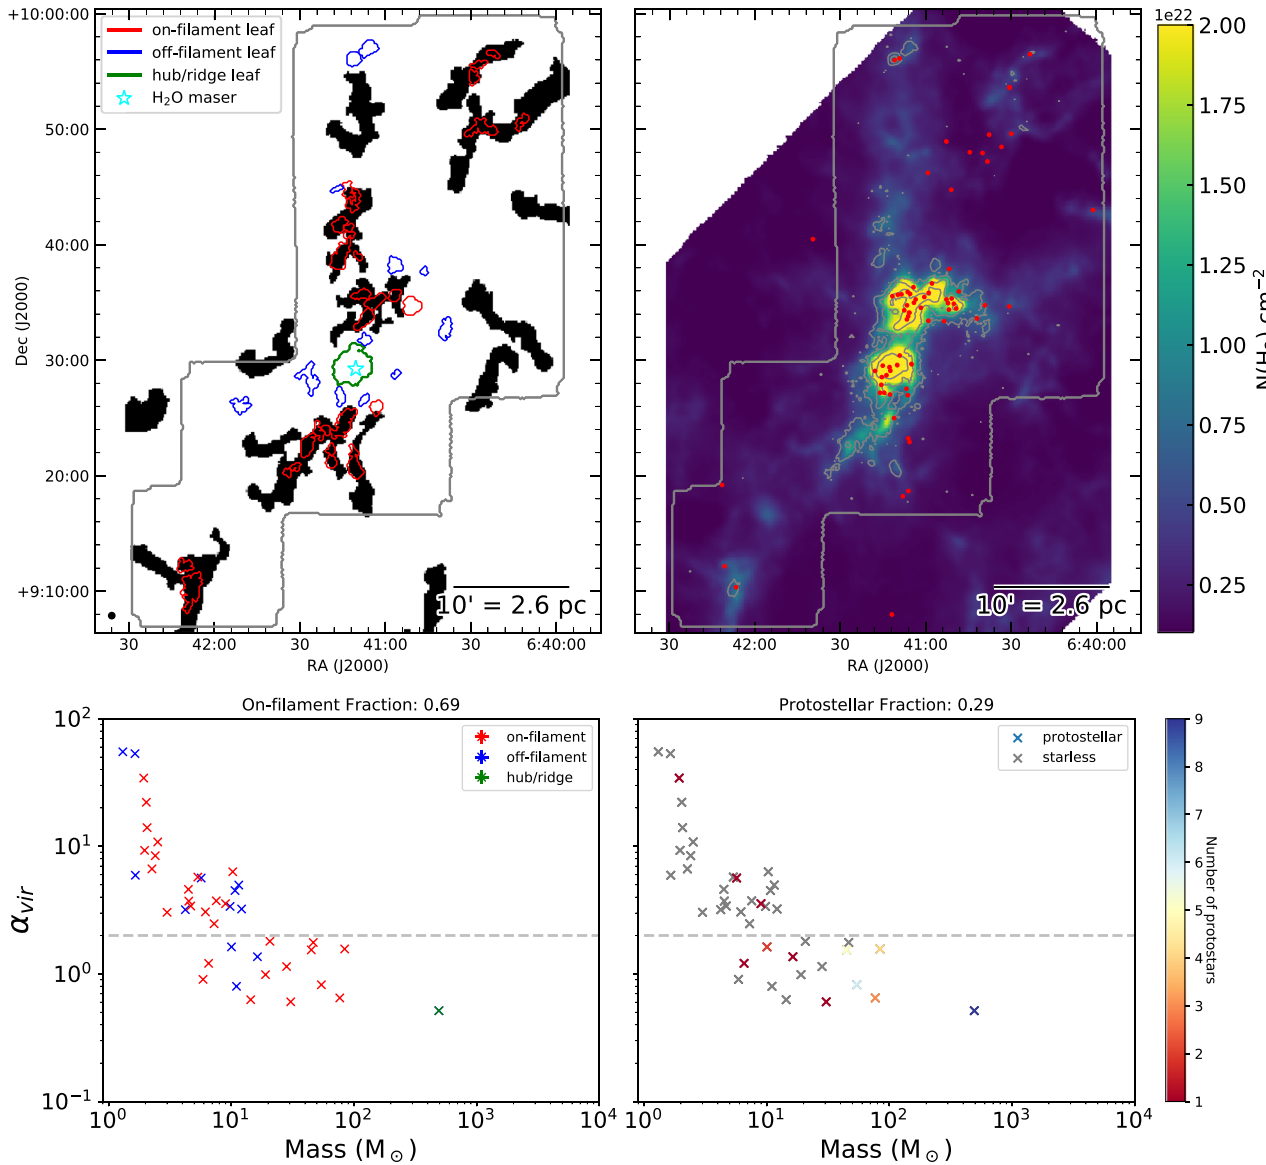 +10:00:00
50:00
40:00
30:00
20:00
+9:10:00
Dec (J2000)
on-filament leaf
off-filament leaf
hub/ridge leaf
H₂O maser
10' = 2.6 pc
30
42:00
30
41:00
30
6:40:00
RA (J2000)
10' = 2.6 pc
30
42:00
30
41:00
30
6:40:00
RA (J2000)
1e22
2.00
1.75
1.50
1.25
1.00
0.75
0.50
0.25
N(H₂) cm⁻²
On-filament Fraction: 0.69
10²
10¹
10⁰
10⁻¹
α_vir
on-filament
off-filament
hub/ridge
10⁰
10¹
10²
10³
10⁴
Mass (M☉)
Protostellar Fraction: 0.29
protostellar
starless
10⁰
10¹
10²
10³
10⁴
Mass (M☉)
9
8
7
6
5
4
3
2
1
Number of protostars